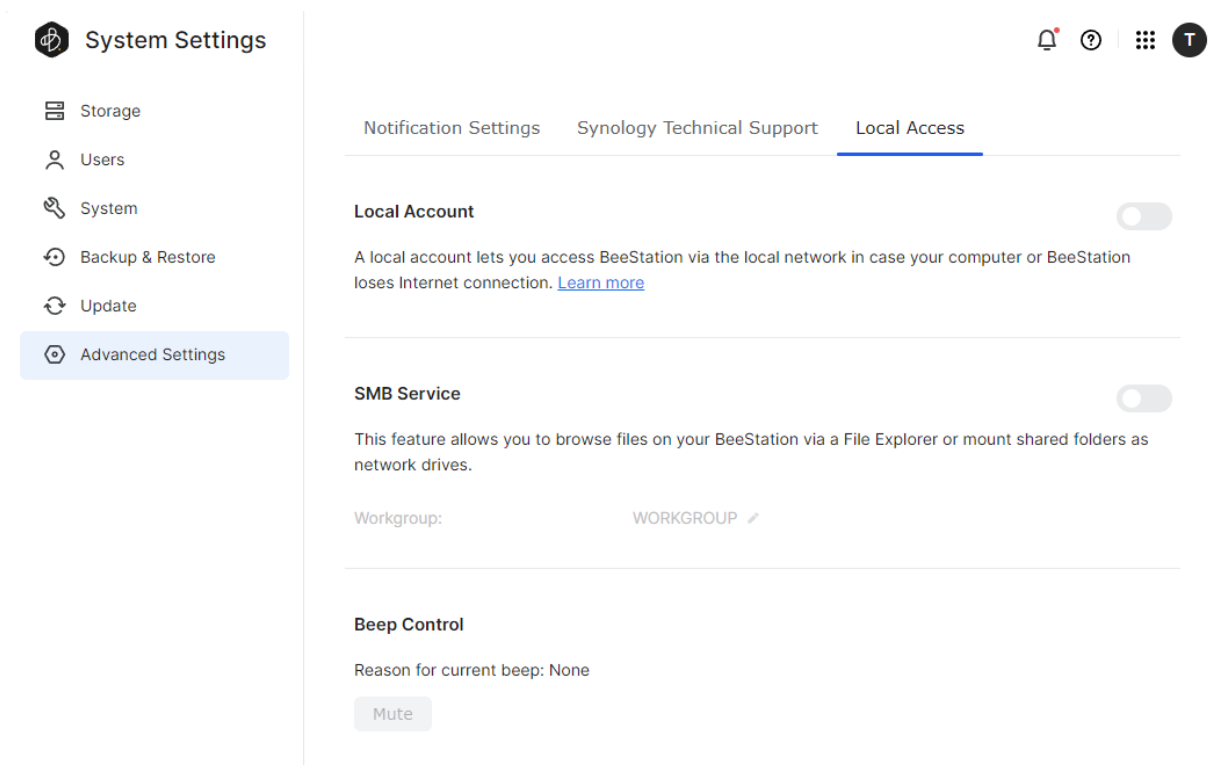 System Settings
T
Storage
Users
System
Backup & Restore
Update
Advanced Settings
Notification Settings Synology Technical Support Local Access
Local Account
A local account lets you access BeeStation via the local network in case your computer or BeeStation
loses Internet connection. Learn more
SMB Service
This feature allows you to browse files on your BeeStation via a File Explorer or mount shared folders as
network drives.
Workgroup: WORKGROUP
Beep Control
Reason for current beep: None
Mute